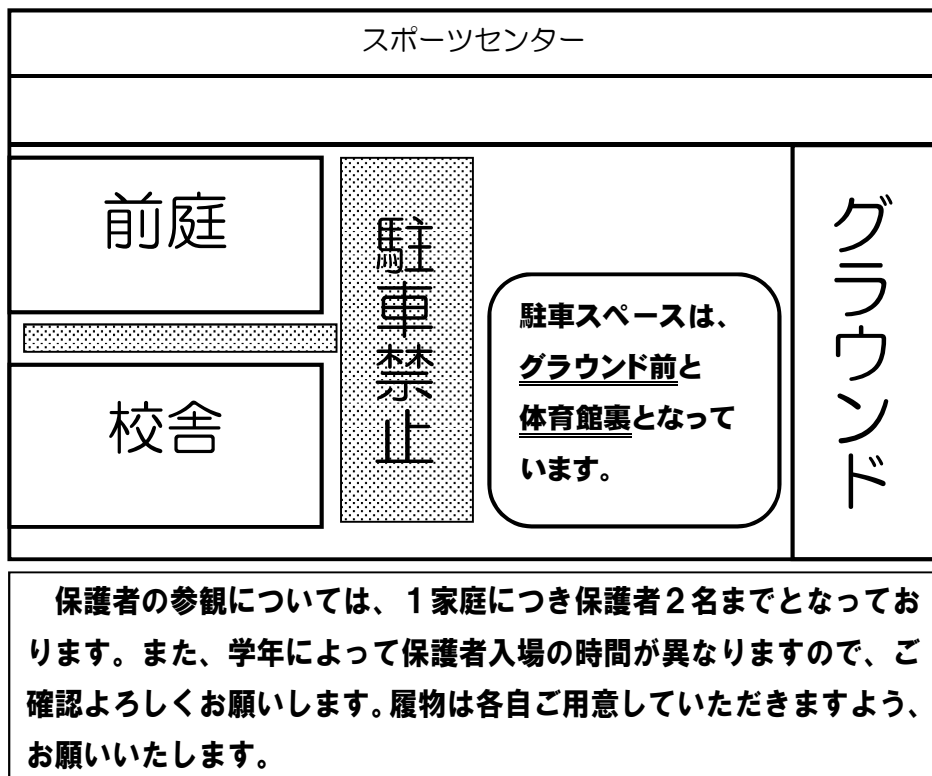 スポーツセンター
前庭
校舎
駐車禁止
駐車スペースは、
グラウンド前と
体育館裏となって
います。
グラウンド
保護者の参観については、1家庭につき保護者2名までとなってお
ります。また、学年によって保護者入場の時間が異なりますので、ご
確認よろしくお願いします。履物は各自ご用意していただきますよう、
お願いいたします。